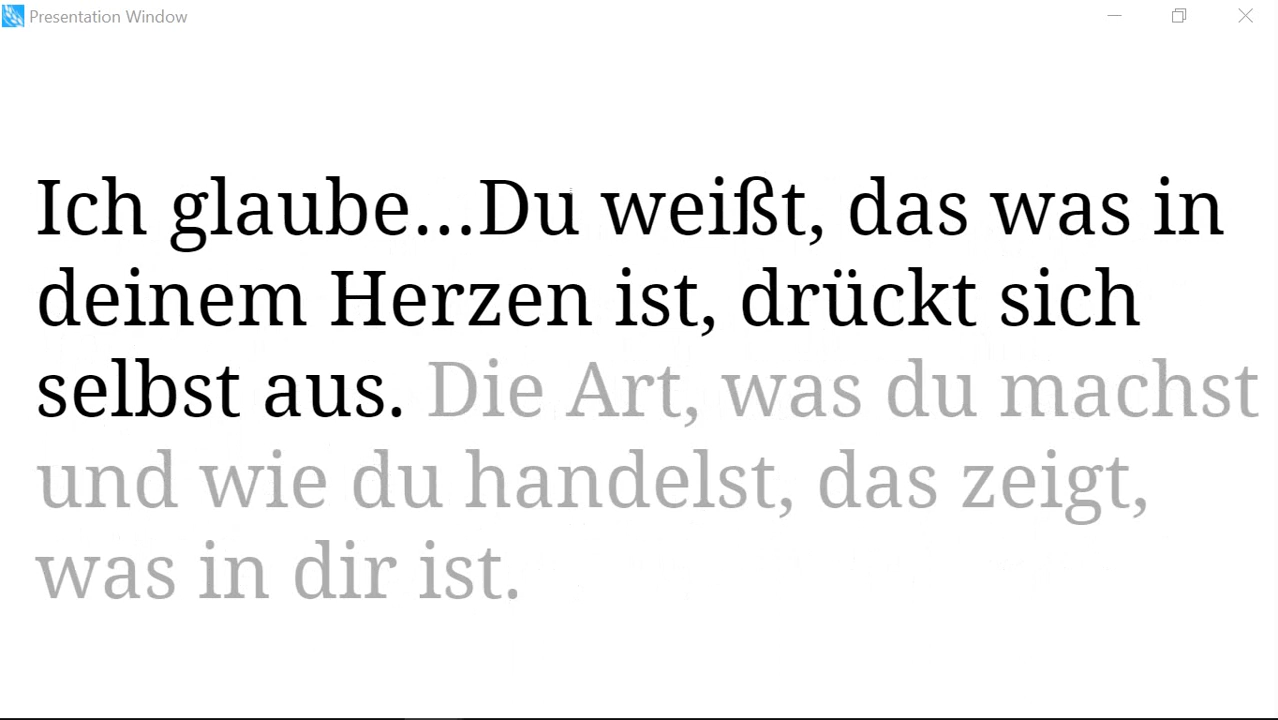 Presentation Window
Ich glaube...Du weißt, das was in
deinem Herzen ist, drückt sich
selbst aus. Die Art, was du machst
und wie du handelst, das zeigt,
was in dir ist.